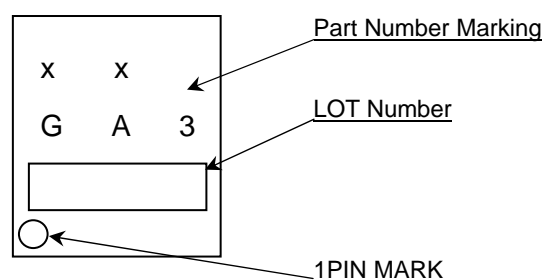 Part Number Marking
x x
G A 3
LOT Number
1PIN MARK